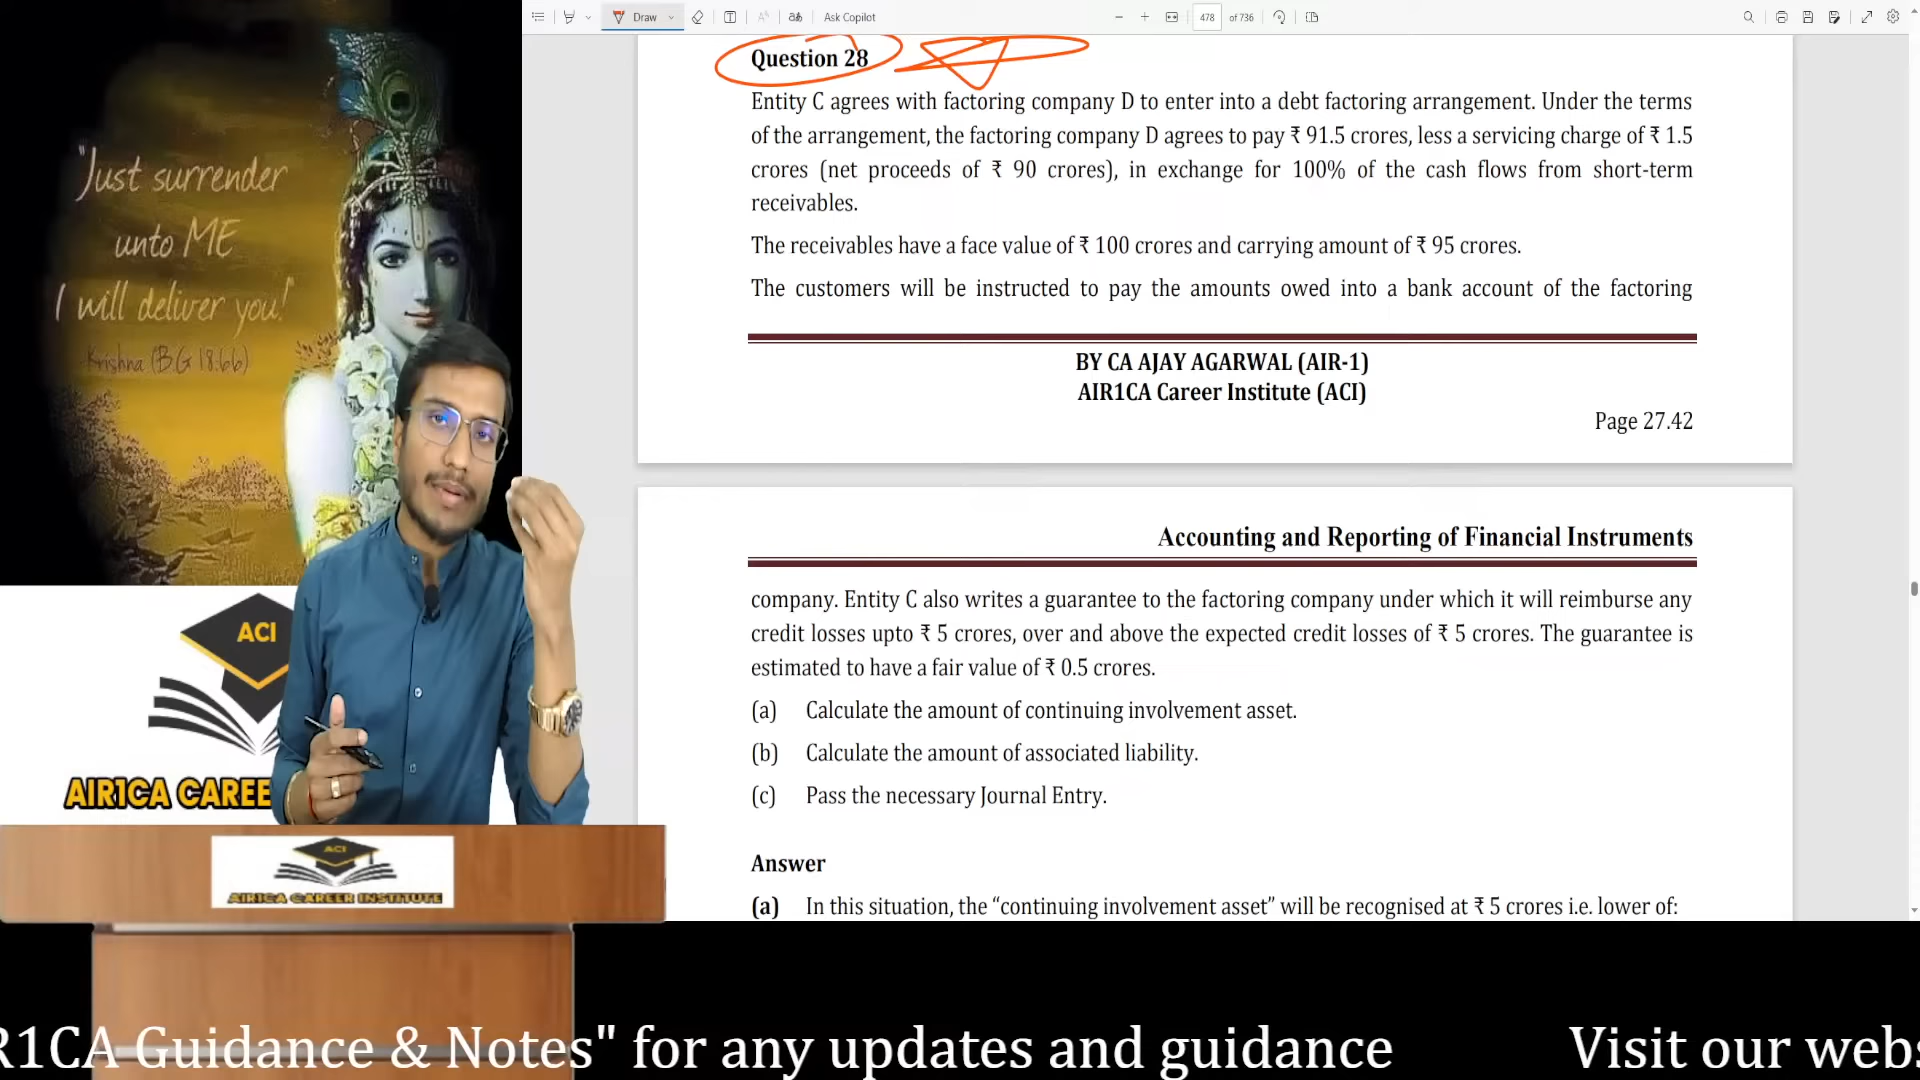 "Just surrender
unto ME
I will deliver you!"
Krishna (BG 18:66)
ACI
AIR1CA CAREE
ACI
AIR1CA CAREER INSTITUTE
Draw
Ask Copilot
478 of 736
Question 28
Entity C agrees with factoring company D to enter into a debt factoring arrangement. Under the terms
of the arrangement, the factoring company D agrees to pay ₹ 91.5 crores, less a servicing charge of ₹ 1.5
crores (net proceeds of ₹ 90 crores), in exchange for 100% of the cash flows from short-term
receivables.
The receivables have a face value of ₹ 100 crores and carrying amount of ₹ 95 crores.
The customers will be instructed to pay the amounts owed into a bank account of the factoring
BY CA AJAY AGARWAL (AIR-1)
AIR1CA Career Institute (ACI)
Page 27.42
Accounting and Reporting of Financial Instruments
company. Entity C also writes a guarantee to the factoring company under which it will reimburse any
credit losses upto ₹ 5 crores, over and above the expected credit losses of ₹ 5 crores. The guarantee is
estimated to have a fair value of ₹ 0.5 crores.
(a) Calculate the amount of continuing involvement asset.
(b) Calculate the amount of associated liability.
(c) Pass the necessary Journal Entry.
Answer
(a) In this situation, the “continuing involvement asset” will be recognised at ₹ 5 crores i.e. lower of:
R1CA Guidance & Notes" for any updates and guidance Visit our webs